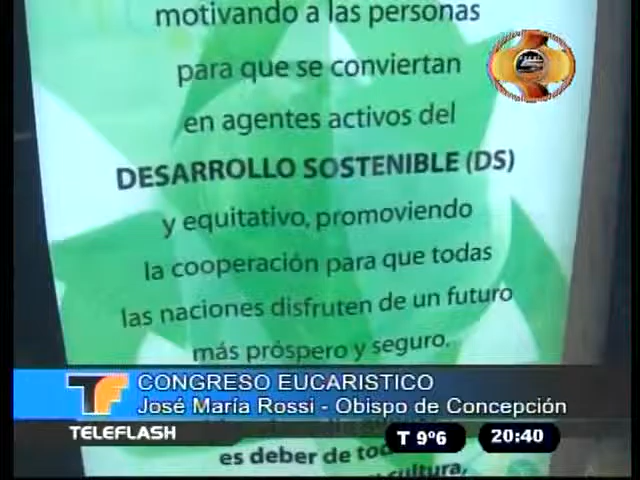 motivando a las personas
para que se conviertan
en agentes activos del
DESARROLLO SOSTENIBLE (DS)
y equitativo, promoviendo
la cooperación para que todas
las naciones disfruten de un futuro
más próspero y seguro.
TF CONGRESO EUCARISTICO
José María Rossi - Obispo de Concepción
TELEFLASH
T 9º6
20:40
es deber de
cultura,